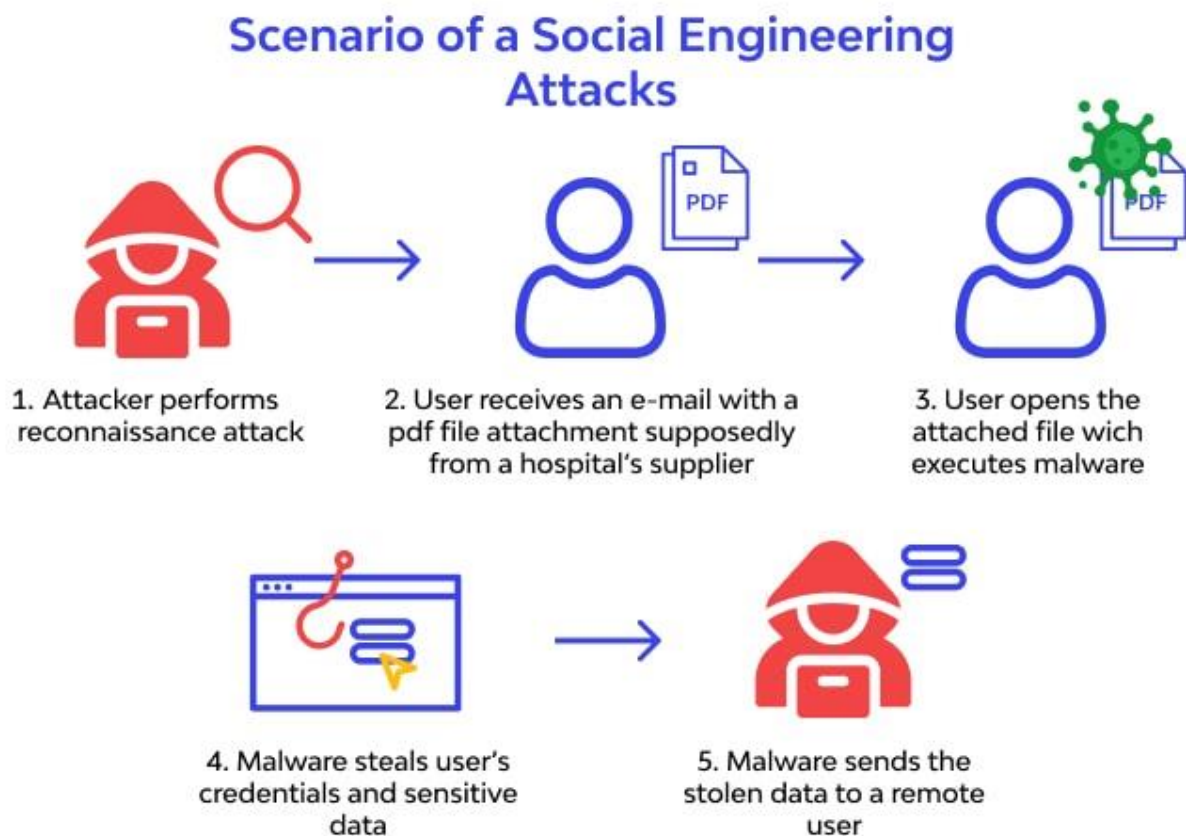 Scenario of a Social Engineering
Attacks
PDF
PDF
1. Attacker performs
reconnaissance attack
2. User receives an e-mail with a
pdf file attachment supposedly
from a hospital's supplier
3. User opens the
attached file wich
executes malware
4. Malware steals user's
credentials and sensitive
data
5. Malware sends the
stolen data to a remote
user